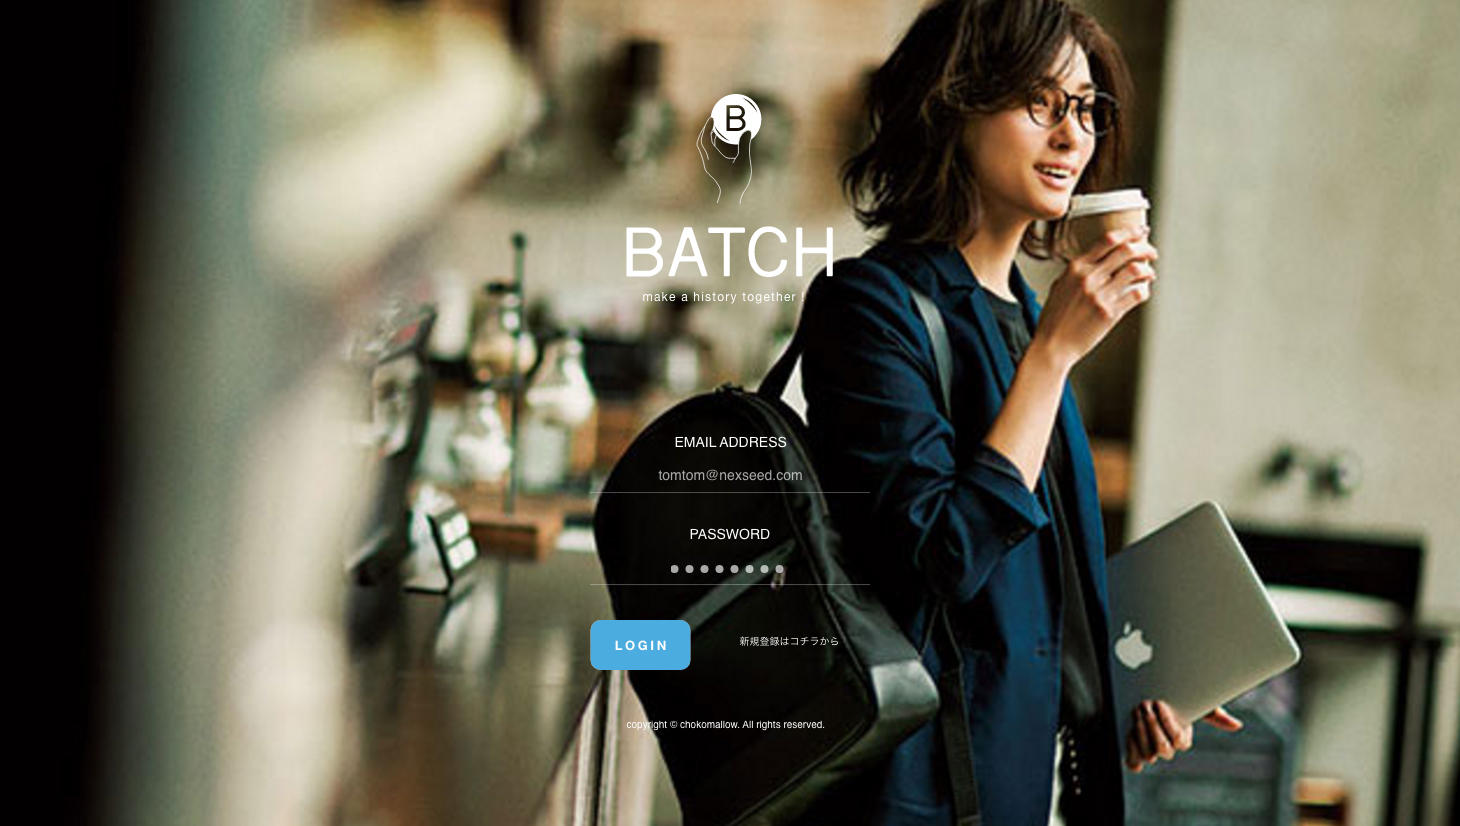 B
BATCH
make a history together !
EMAIL ADDRESS
tomtom@nexseed.com
PASSWORD
LOGIN
新規登録はコチラから
copyright © chokomallow. All rights reserved.